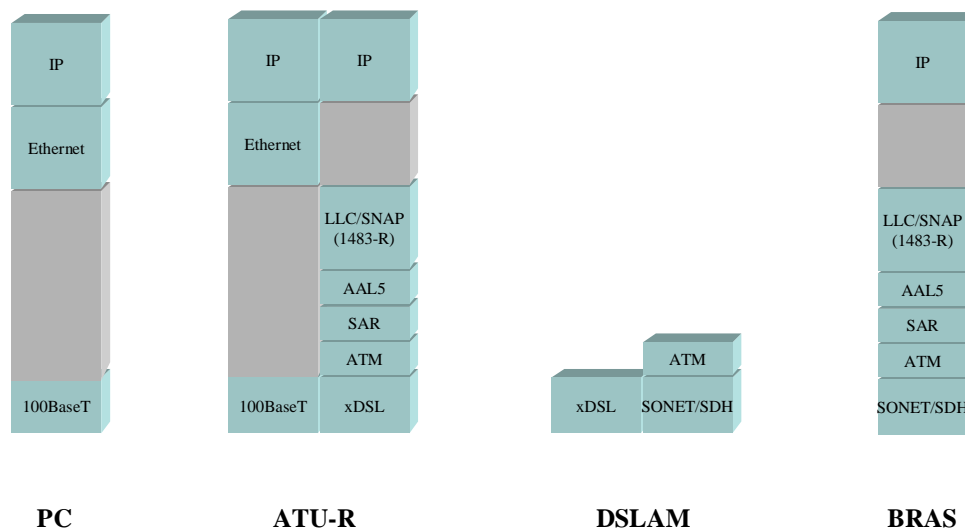 IP
Ethernet
100BaseT
PC
IP
IP
Ethernet
LLC/SNAP
(1483-R)
AAL5
SAR
ATM
100BaseT
xDSL
ATU-R
ATM
xDSL
SONET/SDH
DSLAM
IP
LLC/SNAP
(1483-R)
AAL5
SAR
ATM
SONET/SDH
BRAS